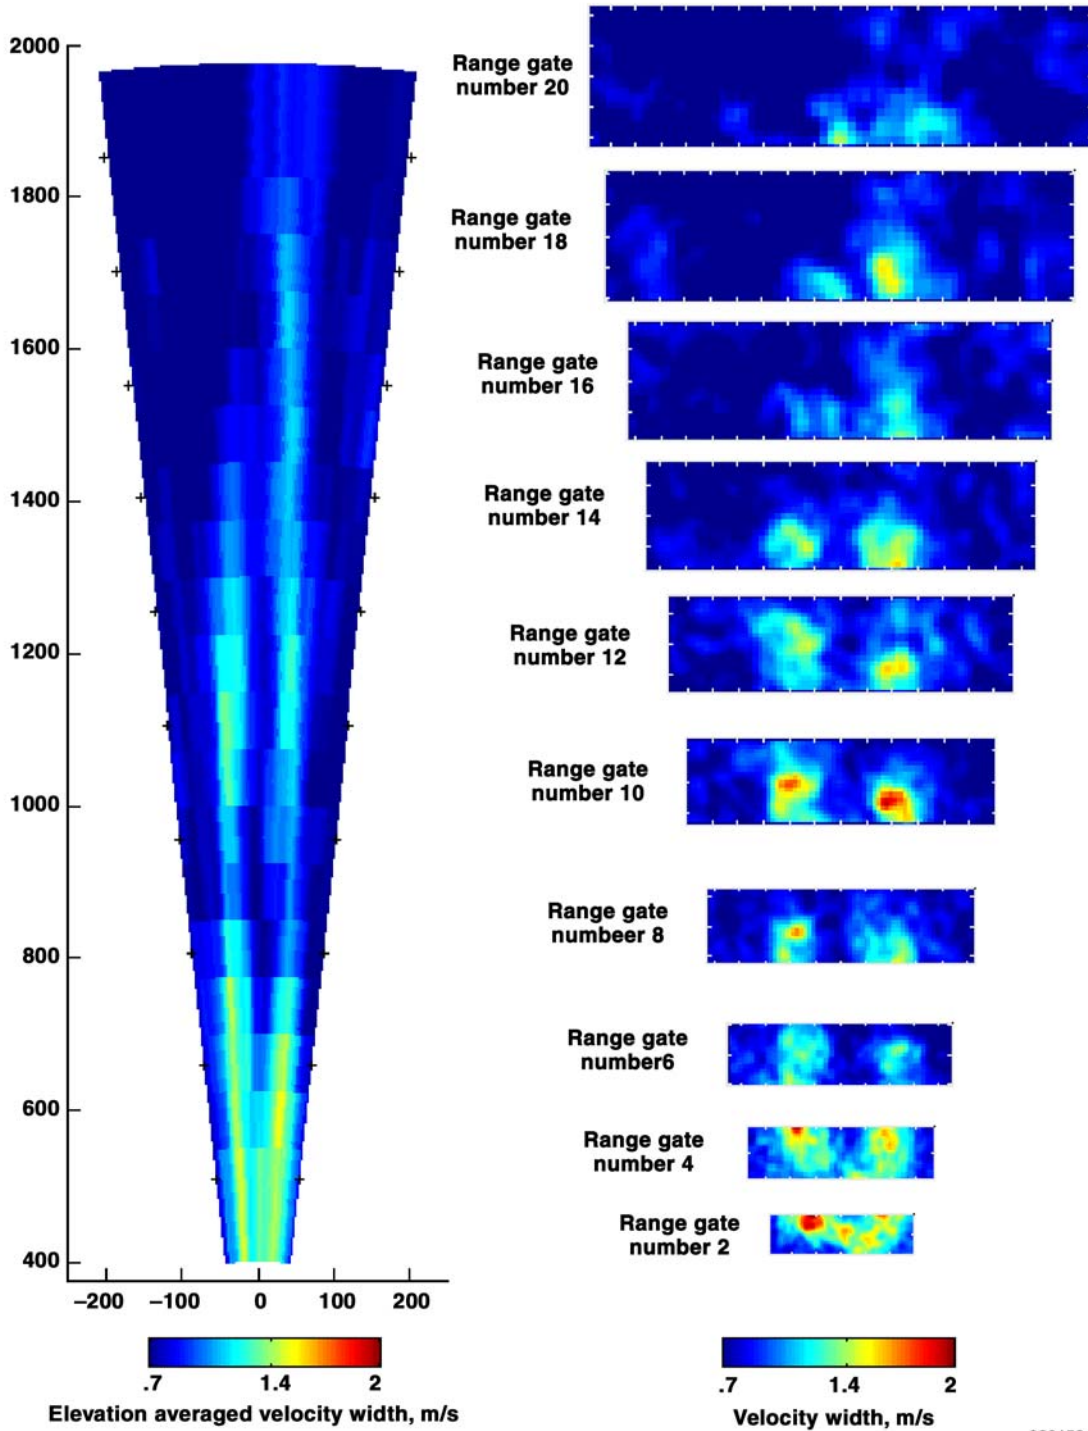 2000
1800
1600
1400
1200
1000
800
600
400
−200 −100 0 100 200
.7 1.4 2
Elevation averaged velocity width, m/s
Range gate
number 20
Range gate
number 18
Range gate
number 16
Range gate
number 14
Range gate
number 12
Range gate
number 10
Range gate
numbeer 8
Range gate
number6
Range gate
number 4
Range gate
number 2
.7 1.4 2
Velocity width, m/s